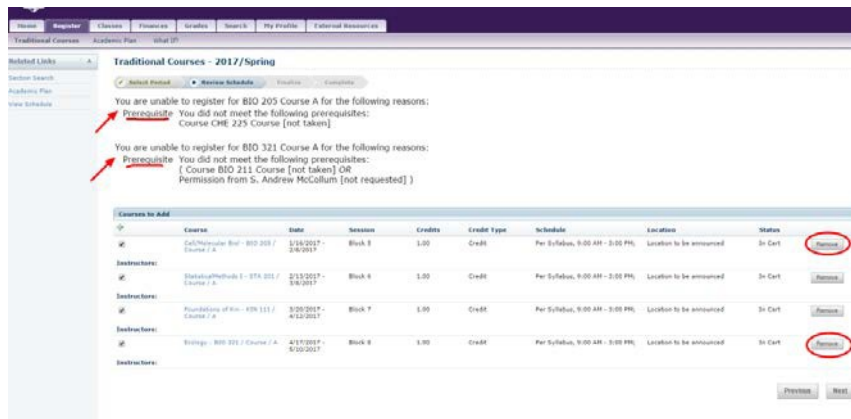 Home Register Classes Finances Grades Search My Profile External Resources
Traditional Courses Academic Plan What If?
Related Links
Section Search
Academic Plan
View Schedule
Traditional Courses - 2017/Spring
Select Period Review Schedule Finalize Complete
You are unable to register for BIO 205 Course A for the following reasons:
Prerequisite You did not meet the following prerequisites:
Course CHE 225 Course [not taken]
You are unable to register for BIO 321 Course A for the following reasons:
Prerequisite You did not meet the following prerequisites:
( Course BIO 211 Course [not taken] OR
Permission from S. Andrew McCollum [not requested] )
Courses to Add
Course Date Session Credits Credit Type Schedule Location Status
Cell/Molecular Biol - BIO 205 / 1/16/2017 - Block 5 1.00 Credit Per Syllabus, 9:00 AM - 3:00 PM; Location to be announced In Cart Remove
Course / A 2/8/2017
Instructors:
Statistical Methods I - STA 201 / 2/13/2017 - Block 6 1.00 Credit Per Syllabus, 9:00 AM - 3:00 PM; Location to be announced In Cart Remove
Course / A 3/8/2017
Instructors:
Foundations of Kin - KIN 111 / 3/20/2017 - Block 7 1.00 Credit Per Syllabus, 9:00 AM - 3:00 PM; Location to be announced In Cart Remove
Course / A 4/12/2017
Instructors:
Ecology - BIO 321 / Course / A 4/17/2017 - Block 8 1.00 Credit Per Syllabus, 9:00 AM - 3:00 PM; Location to be announced In Cart Remove
5/10/2017
Instructors:
Previous Next